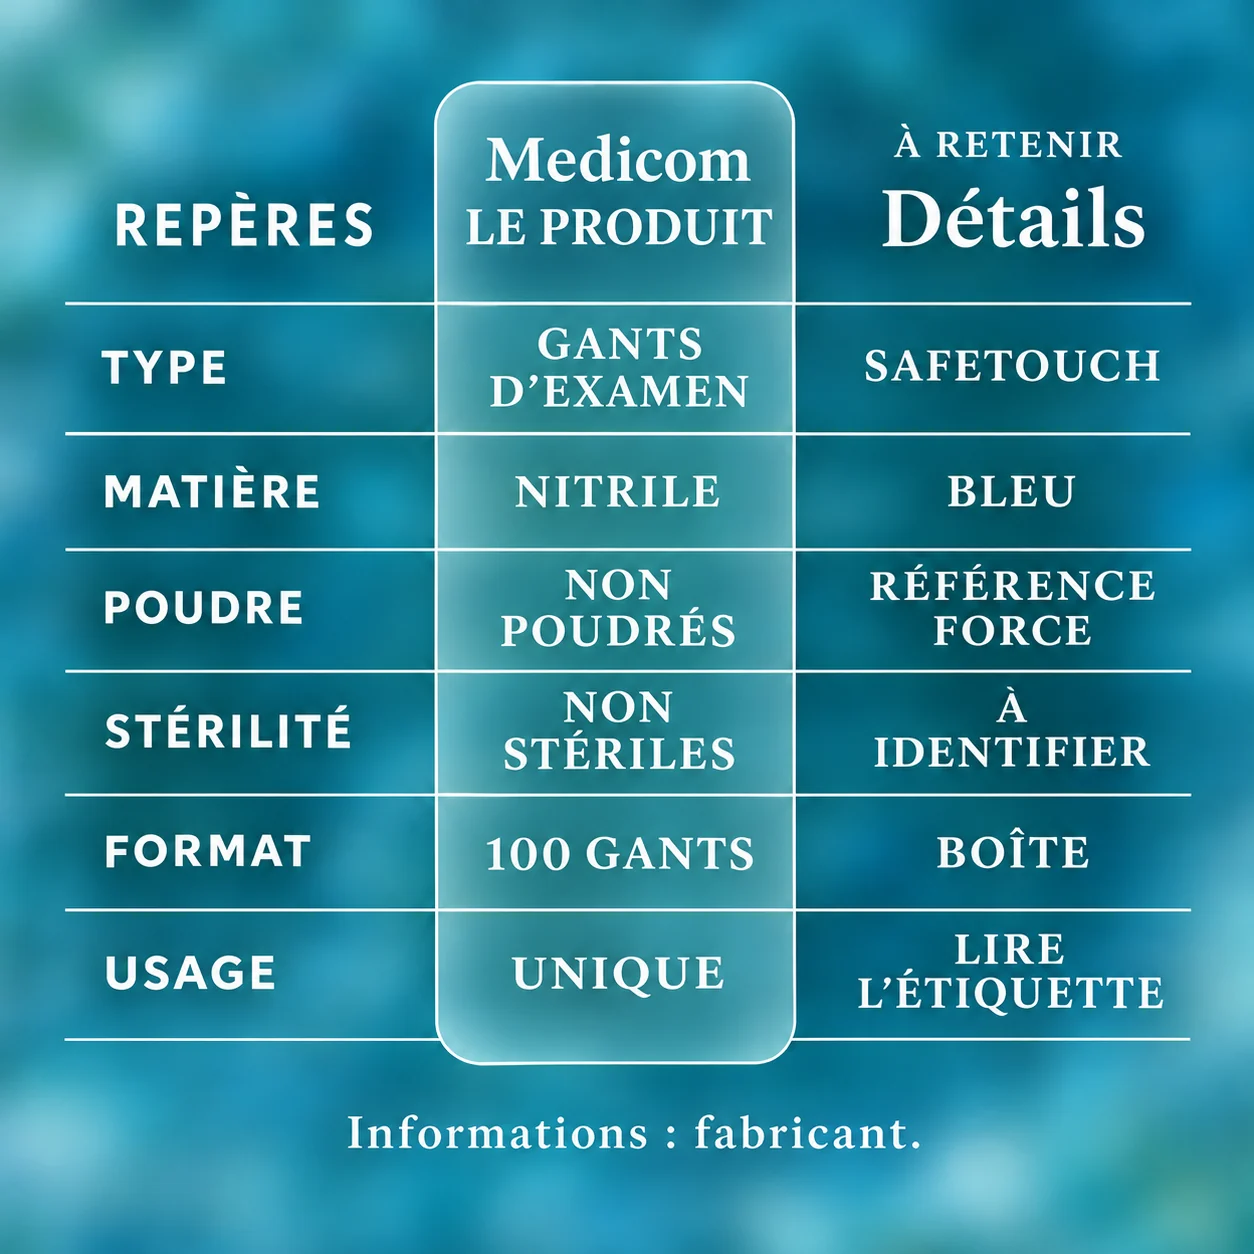 REPÈRES
Medicom
LE PRODUIT
À RETENIR
Détails
TYPE
GANTS
D’EXAMEN
SAFETOUCH
MATIÈRE
NITRILE
BLEU
POUDRE
NON
POUDRÉS
RÉFÉRENCE
FORCE
STÉRILITÉ
NON
STÉRILES
À
IDENTIFIER
FORMAT
100 GANTS
BOÎTE
USAGE
UNIQUE
LIRE
L’ÉTIQUETTE
Informations : fabricant.